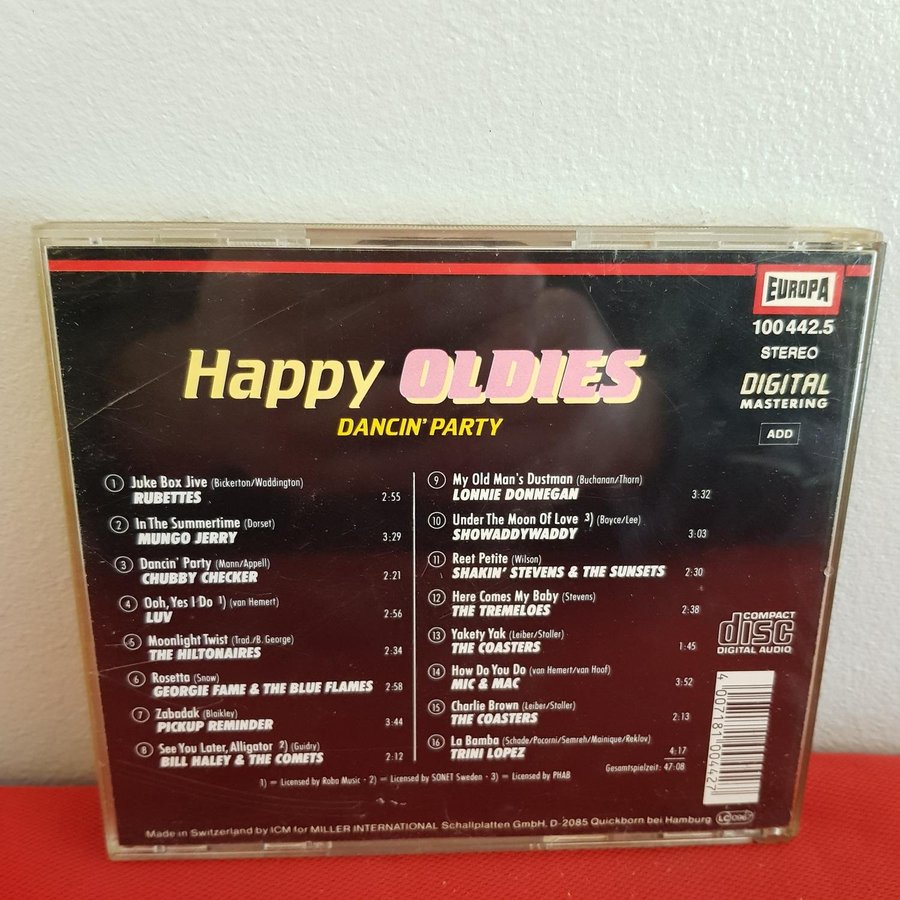 EUROPA
100 442.5
STEREO
DIGITAL
MASTERING
ADD
Happy OLDIES
DANCIN' PARTY
1 Juke Box Jive (Bickerton/Waddington)
RUBETTES 2:55
2 In The Summertime (Dorset)
MUNGO JERRY 3:29
3 Dancin' Party (Mann/Appell)
CHUBBY CHECKER 2:21
4 Ooh, Yes I Do 1) (van Hemert)
LUV 2:56
5 Moonlight Twist (Trad./B. George)
THE HILTONAIRES 2:34
6 Rosetta (Snow)
GEORGIE FAME & THE BLUE FLAMES 2:58
7 Zabadak (Blaikley)
PICKUP REMINDER 3:44
8 See You Later, Alligator 2) (Guidry)
BILL HALEY & THE COMETS 2:12
9 My Old Man's Dustman (Buchanan/Thorn)
LONNIE DONNEGAN 3:32
10 Under The Moon Of Love 3) (Boyce/Lee)
SHOWADDYWADDY 3:03
11 Reet Petite (Wilson)
SHAKIN' STEVENS & THE SUNSETS 2:30
12 Here Comes My Baby (Stevens)
THE TREMELOES 2:38
13 Yakety Yak (Leiber/Stoller)
THE COASTERS 1:45
14 How Do You Do (van Hemert/van Hoof)
MIC & MAC 3:52
15 Charlie Brown (Leiber/Stoller)
THE COASTERS 2:13
16 La Bamba (Schade/Pocorni/Semreh/Mainique/Reklov)
TRINI LOPEZ 4:17
Gesamtspielzeit: 47:08
COMPACT
disc
DIGITAL AUDIO
4 007181 004427
1) = Licensed by Roba Music · 2) = Licensed by SONET Sweden · 3) = Licensed by PHAB
Made in Switzerland by ICM for MILLER INTERNATIONAL Schallplatten GmbH, D-2085 Quickborn bei Hamburg LC